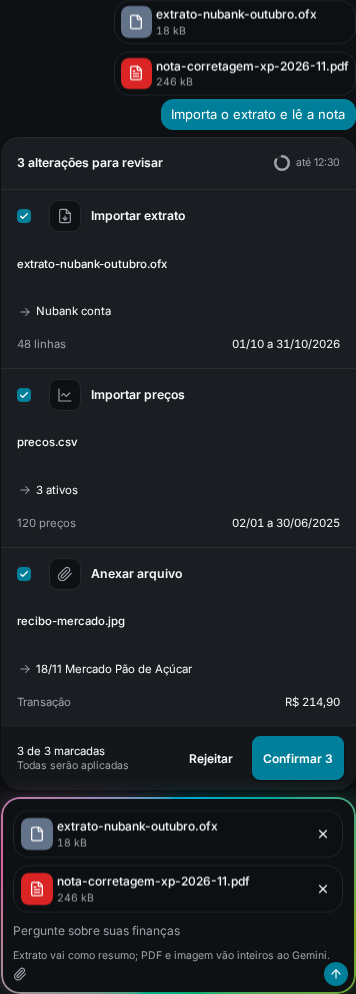 extrato-nubank-outubro.ofx
18 kB
nota-corretagem-xp-2026-11.pdf
246 kB
Importa o extrato e lê a nota
3 alterações para revisar
até 12:30
Importar extrato
extrato-nubank-outubro.ofx
→ Nubank conta
48 linhas
01/10 a 31/10/2026
Importar preços
precos.csv
→ 3 ativos
120 preços
02/01 a 30/06/2025
Anexar arquivo
recibo-mercado.jpg
→ 18/11 Mercado Pão de Açúcar
Transação
R$ 214,90
3 de 3 marcadas
Todas serão aplicadas
Rejeitar
Confirmar 3
extrato-nubank-outubro.ofx
18 kB
nota-corretagem-xp-2026-11.pdf
246 kB
Pergunte sobre suas finanças
Extrato vai como resumo; PDF e imagem vão inteiros ao Gemini.